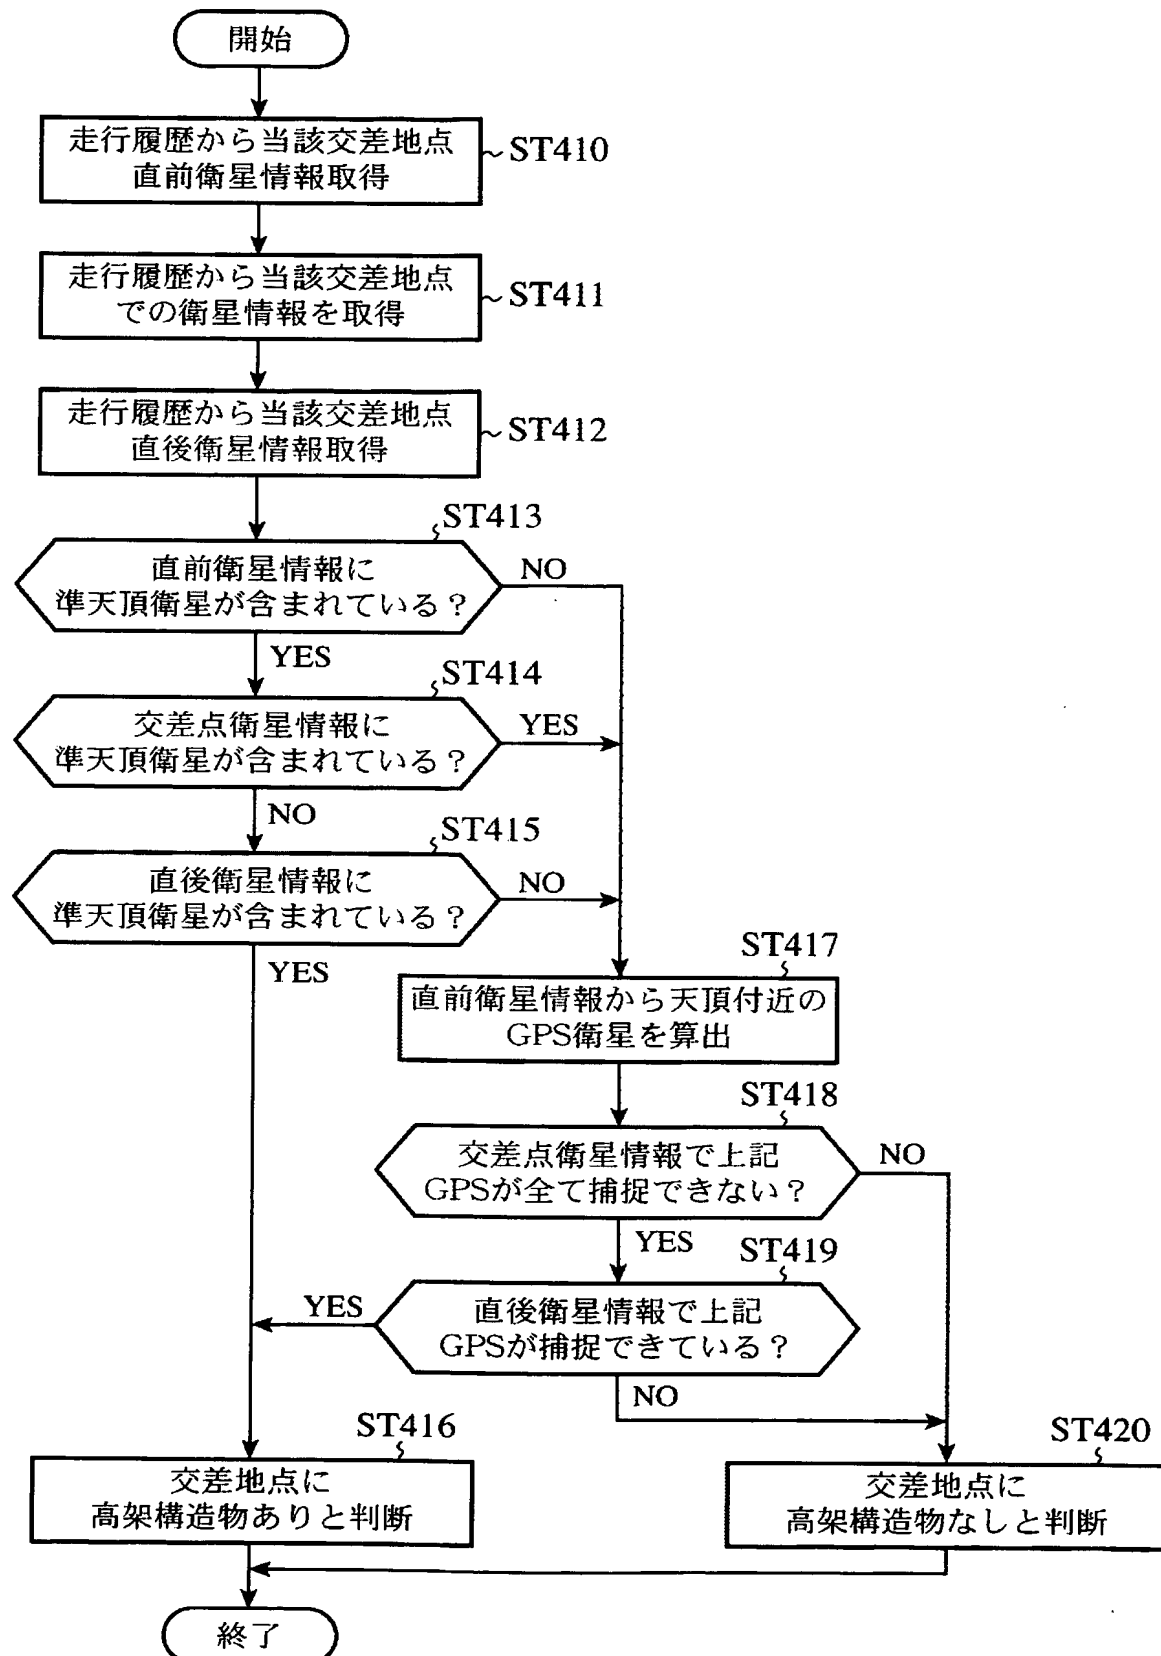 開始
走行履歴から当該交差地点
直前衛星情報取得
ST410
走行履歴から当該交差地点
での衛星情報を取得
ST411
走行履歴から当該交差地点
直後衛星情報取得
ST412
ST413
直前衛星情報に
準天頂衛星が含まれている？
NO
YES
ST414
交差点衛星情報に
準天頂衛星が含まれている？
YES
NO
ST415
直後衛星情報に
準天頂衛星が含まれている？
NO
YES
ST417
直前衛星情報から天頂付近の
GPS衛星を算出
ST418
交差点衛星情報で上記
GPSが全て捕捉できない？
NO
YES
ST419
直後衛星情報で上記
GPSが捕捉できている？
YES
NO
ST416
交差地点に
高架構造物ありと判断
ST420
交差地点に
高架構造物なしと判断
終了